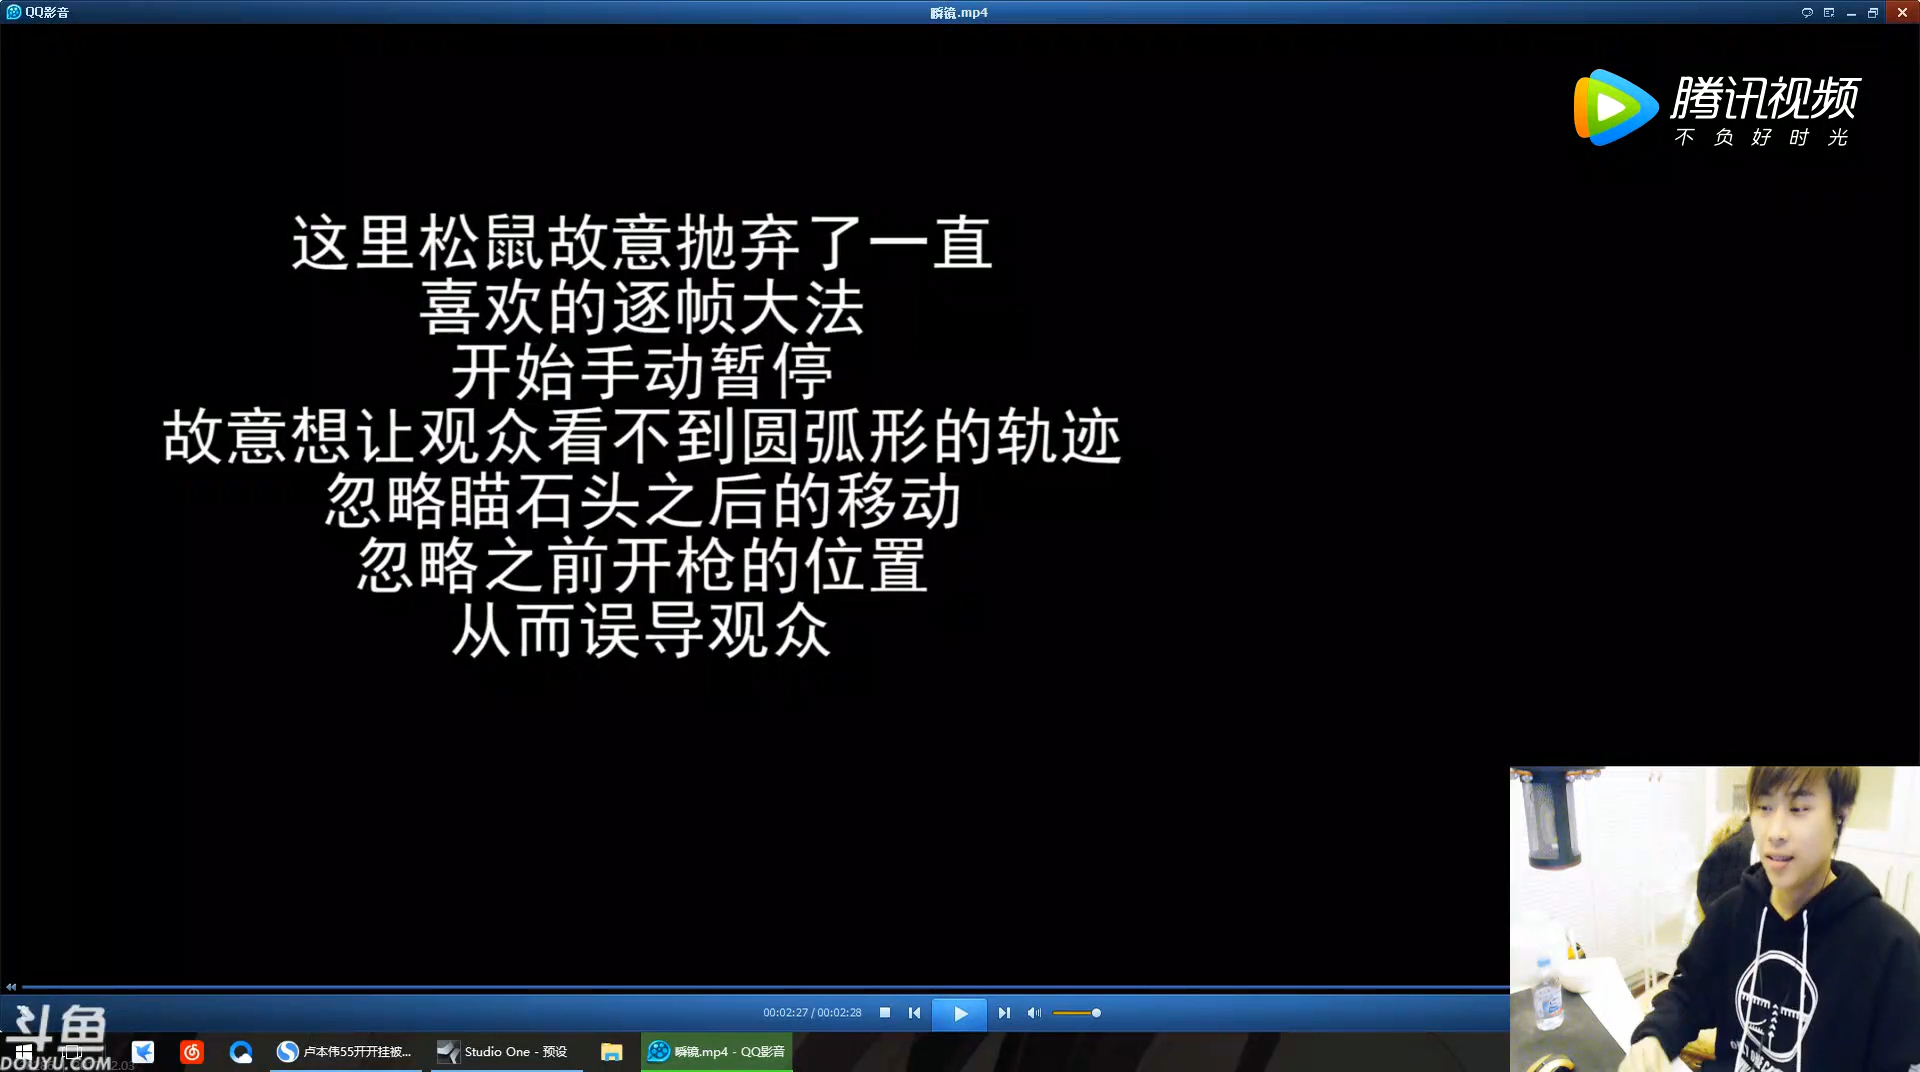 QQ影音
瞬镜.mp4
腾讯视频
不负好时光
这里松鼠故意抛弃了一直
喜欢的逐帧大法
开始手动暂停
故意想让观众看不到圆弧形的轨迹
忽略瞄石头之后的移动
忽略之前开枪的位置
从而误导观众
00:02:27 / 00:02:28
斗鱼
DOUYU.COM
卢本伟55开开挂被...
Studio One - 预设
瞬镜.mp4 - QQ影音